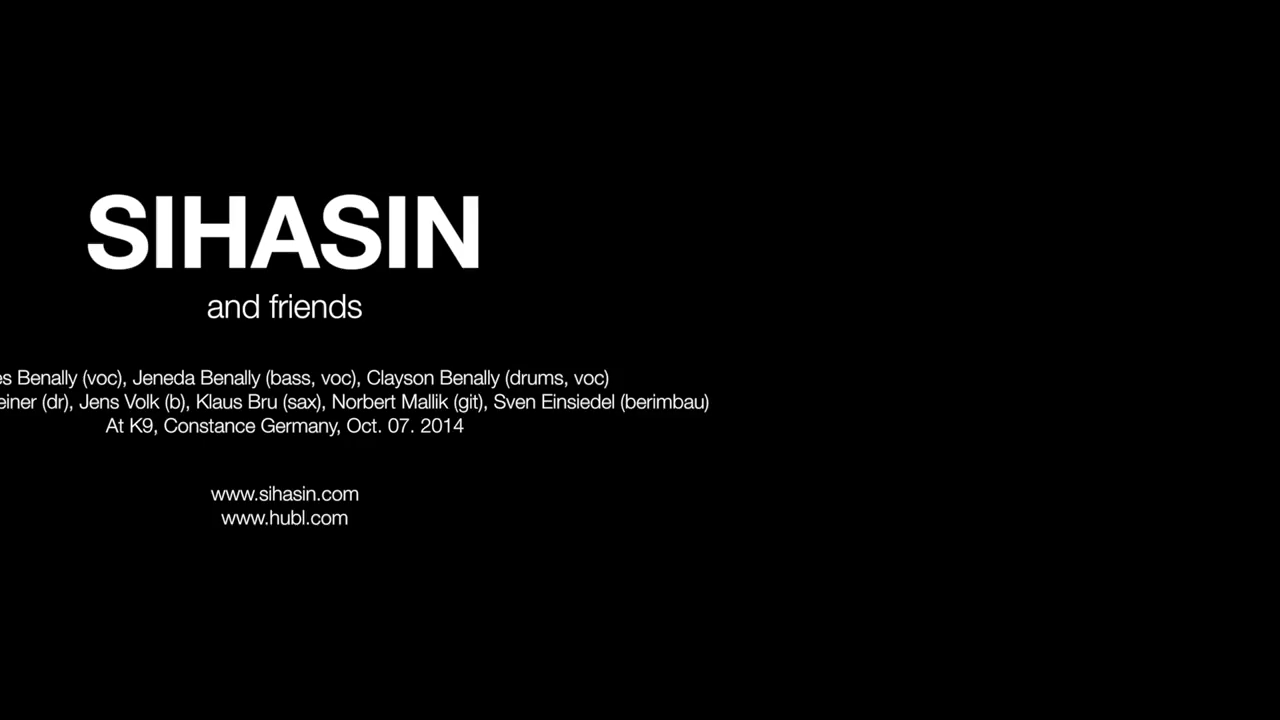 SIHASIN
and friends
Benally (voc), Jeneda Benally (bass, voc), Clayson Benally (drums, voc)
(dr), Jens Volk (b), Klaus Bru (sax), Norbert Mallik (git), Sven Einsiedel (berimbau)
At K9, Constance Germany, Oct. 07. 2014
www.sihasin.com
www.hubl.com